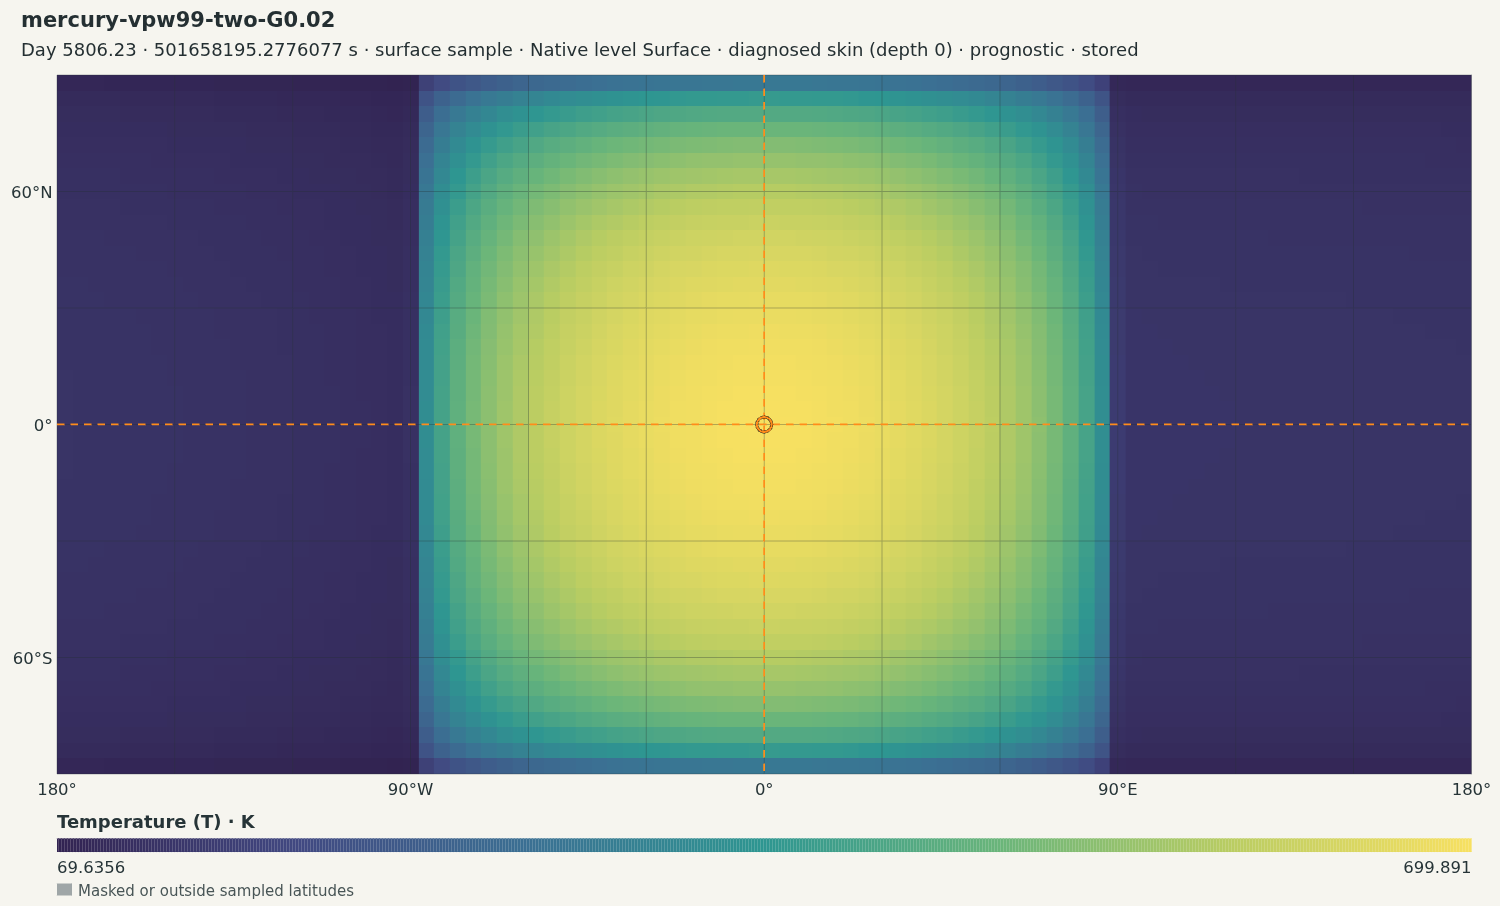 mercury-vpw99-two-G0.02
Day 5806.23 · 501658195.2776077 s · surface sample · Native level Surface · diagnosed skin (depth 0) · prognostic · stored
60°N
0°
60°S
180° 90°W 0° 90°E 180°
Temperature (T) · K
69.6356 699.891
Masked or outside sampled latitudes